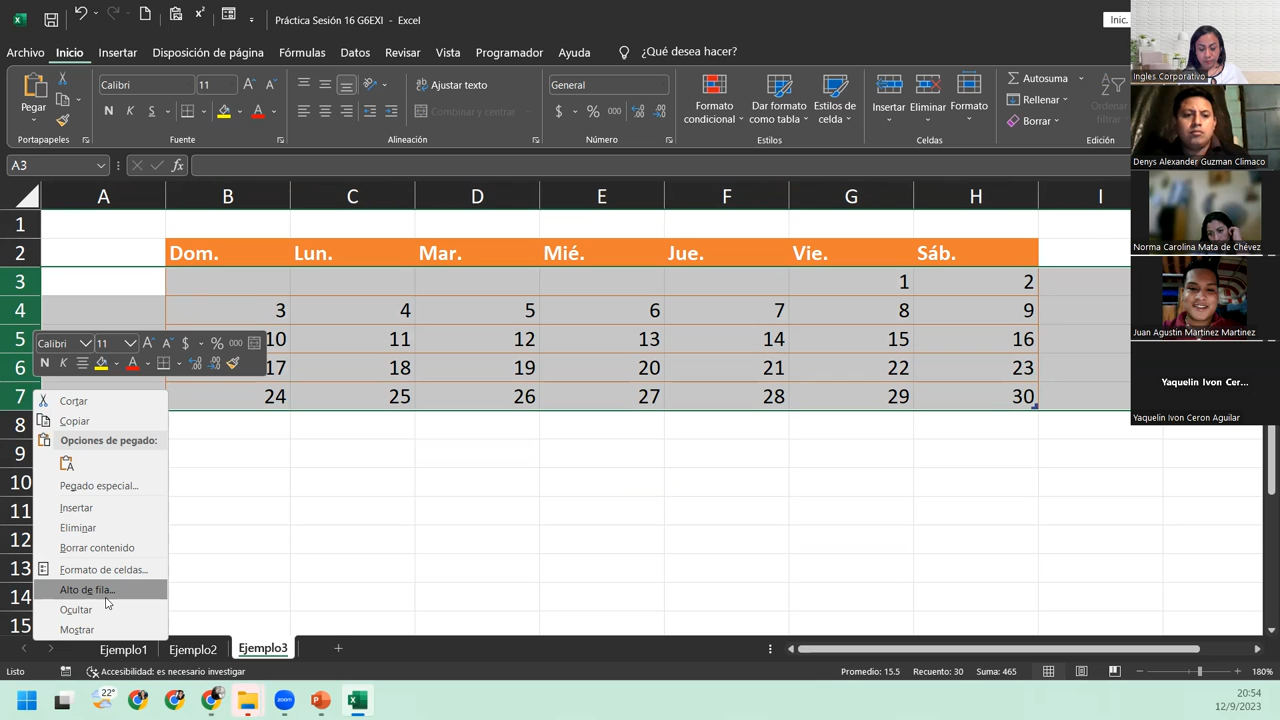 Práctica Sesión 16 G6EXI - Excel
Inic.
Archivo Inicio Insertar Disposición de página Fórmulas Datos Revisar Programador Ayuda ¿Qué desea hacer?
Pegar
Calibri 11
N K S
Ajustar
Combinar
General
$ % 000
Formato condicional
Dar formato como tabla
Estilos de celda
Insertar Eliminar Formato
Autosuma
Rellenar
Borrar
Ordenar
filtrar
Portapapeles Fuente Alineación Número Estilos Celdas Edición
A3 fx
A B C D E F G H I
1
2 Dom. Lun. Mar. Mié. Jue. Vie. Sáb.
3 1 2
4 3 4 5 6 7 8 9
5 10 11 12 13 14 15 16
6 17 18 19 20 21 22 23
7 24 25 26 27 28 29 30
8
9
10
11
12
13
14
15
Calibri 11 $ % 000
N K
Cortar
Copiar
Opciones de pegado:
Pegado especial...
Insertar
Eliminar
Borrar contenido
Formato de celdas...
Alto de fila...
Ocultar
Mostrar
Ingles Corporativo
Denys Alexander Guzman Climaco
Norma Carolina Mata de Chévez
Juan Agustin Martinez Martinez
Yaquelin Ivon Cer...
Yaquelin Ivon Ceron Aguilar
Ejemplo1 Ejemplo2 Ejemplo3
Listo Accesibilidad: es necesario investigar Promedio: 15.5 Recuento: 30 Suma: 465 180%
22°
zoom
20:54
12/9/2023